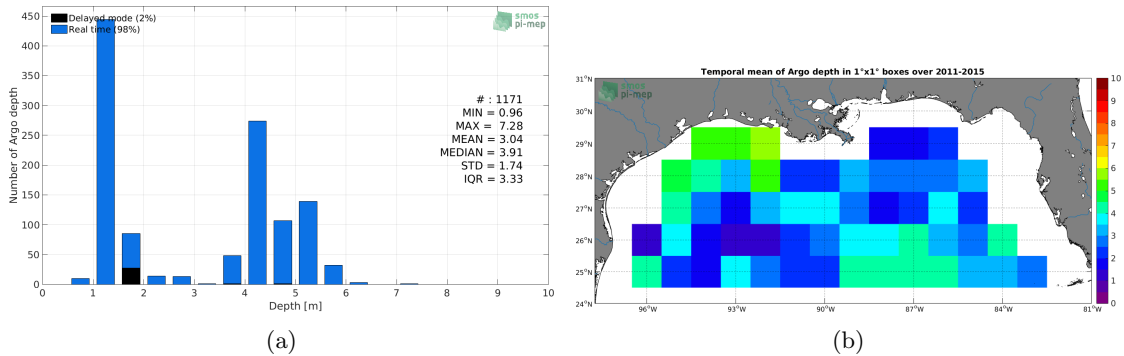 Delayed mode (2%)
Real time (98%)
smos
pi-mep
450
400
350
300
250
200
150
100
50
0
Number of Argo depth
# : 1171
MIN = 0.96
MAX = 7.28
MEAN = 3.04
MEDIAN = 3.91
STD = 1.74
IQR = 3.33
0 1 2 3 4 5 6 7 8 9 10
Depth [m]
(a)
Temporal mean of Argo depth in 1°x1° boxes over 2011-2015
smos
pi-mep
31°N
30°N
29°N
28°N
27°N
26°N
25°N
24°N
96°W 93°W 90°W 87°W 84°W 81°W
10
9
8
7
6
5
4
3
2
1
0
(b)